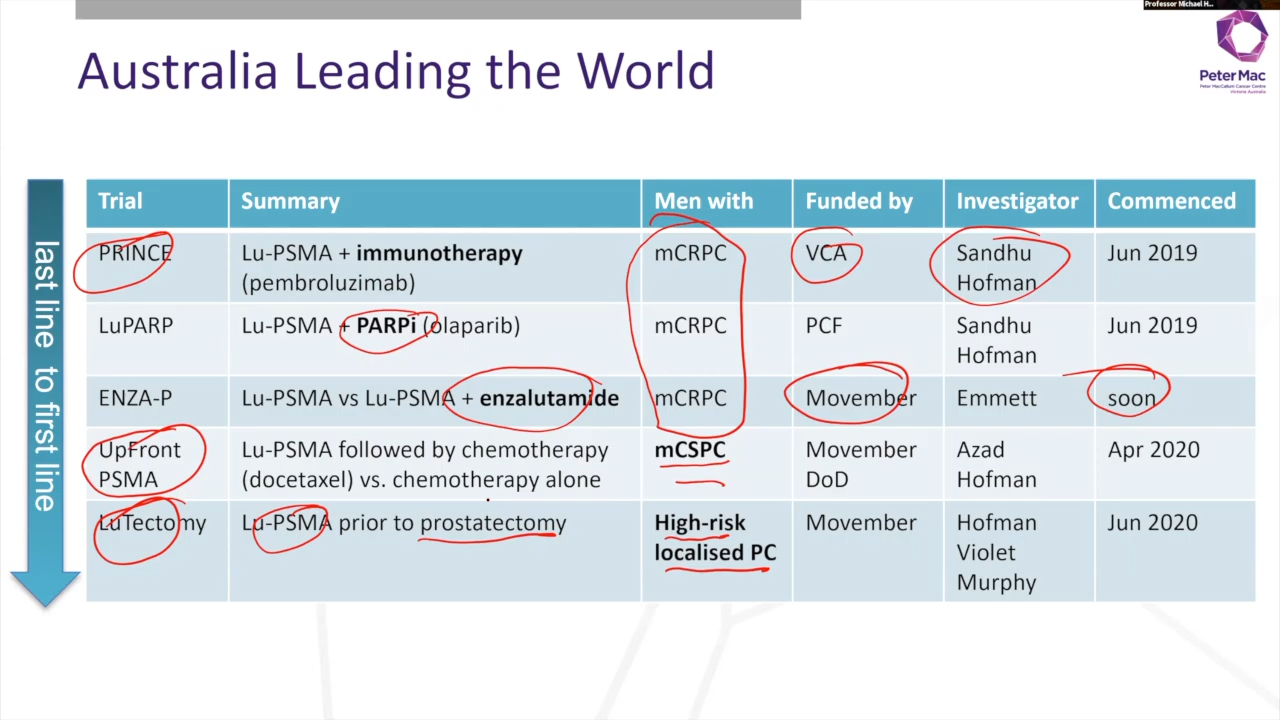 Professor Michael H...
Australia Leading the World
Peter Mac
Peter MacCallum Cancer Centre
Victoria Australia
last line to first line
Trial Summary Men with Funded by Investigator Commenced
PRINCE Lu-PSMA + immunotherapy mCRPC VCA Sandhu Jun 2019
(pembroluzimab) Hofman
LuPARP Lu-PSMA + PARPi (olaparib) mCRPC PCF Sandhu Jun 2019
Hofman
ENZA-P Lu-PSMA vs Lu-PSMA + enzalutamide mCRPC Movember Emmett soon
UpFront Lu-PSMA followed by chemotherapy mCSPC Movember Azad Apr 2020
PSMA (docetaxel) vs. chemotherapy alone DoD Hofman
LuTectomy Lu-PSMA prior to prostatectomy High-risk Movember Hofman Jun 2020
localised PC Violet
Murphy